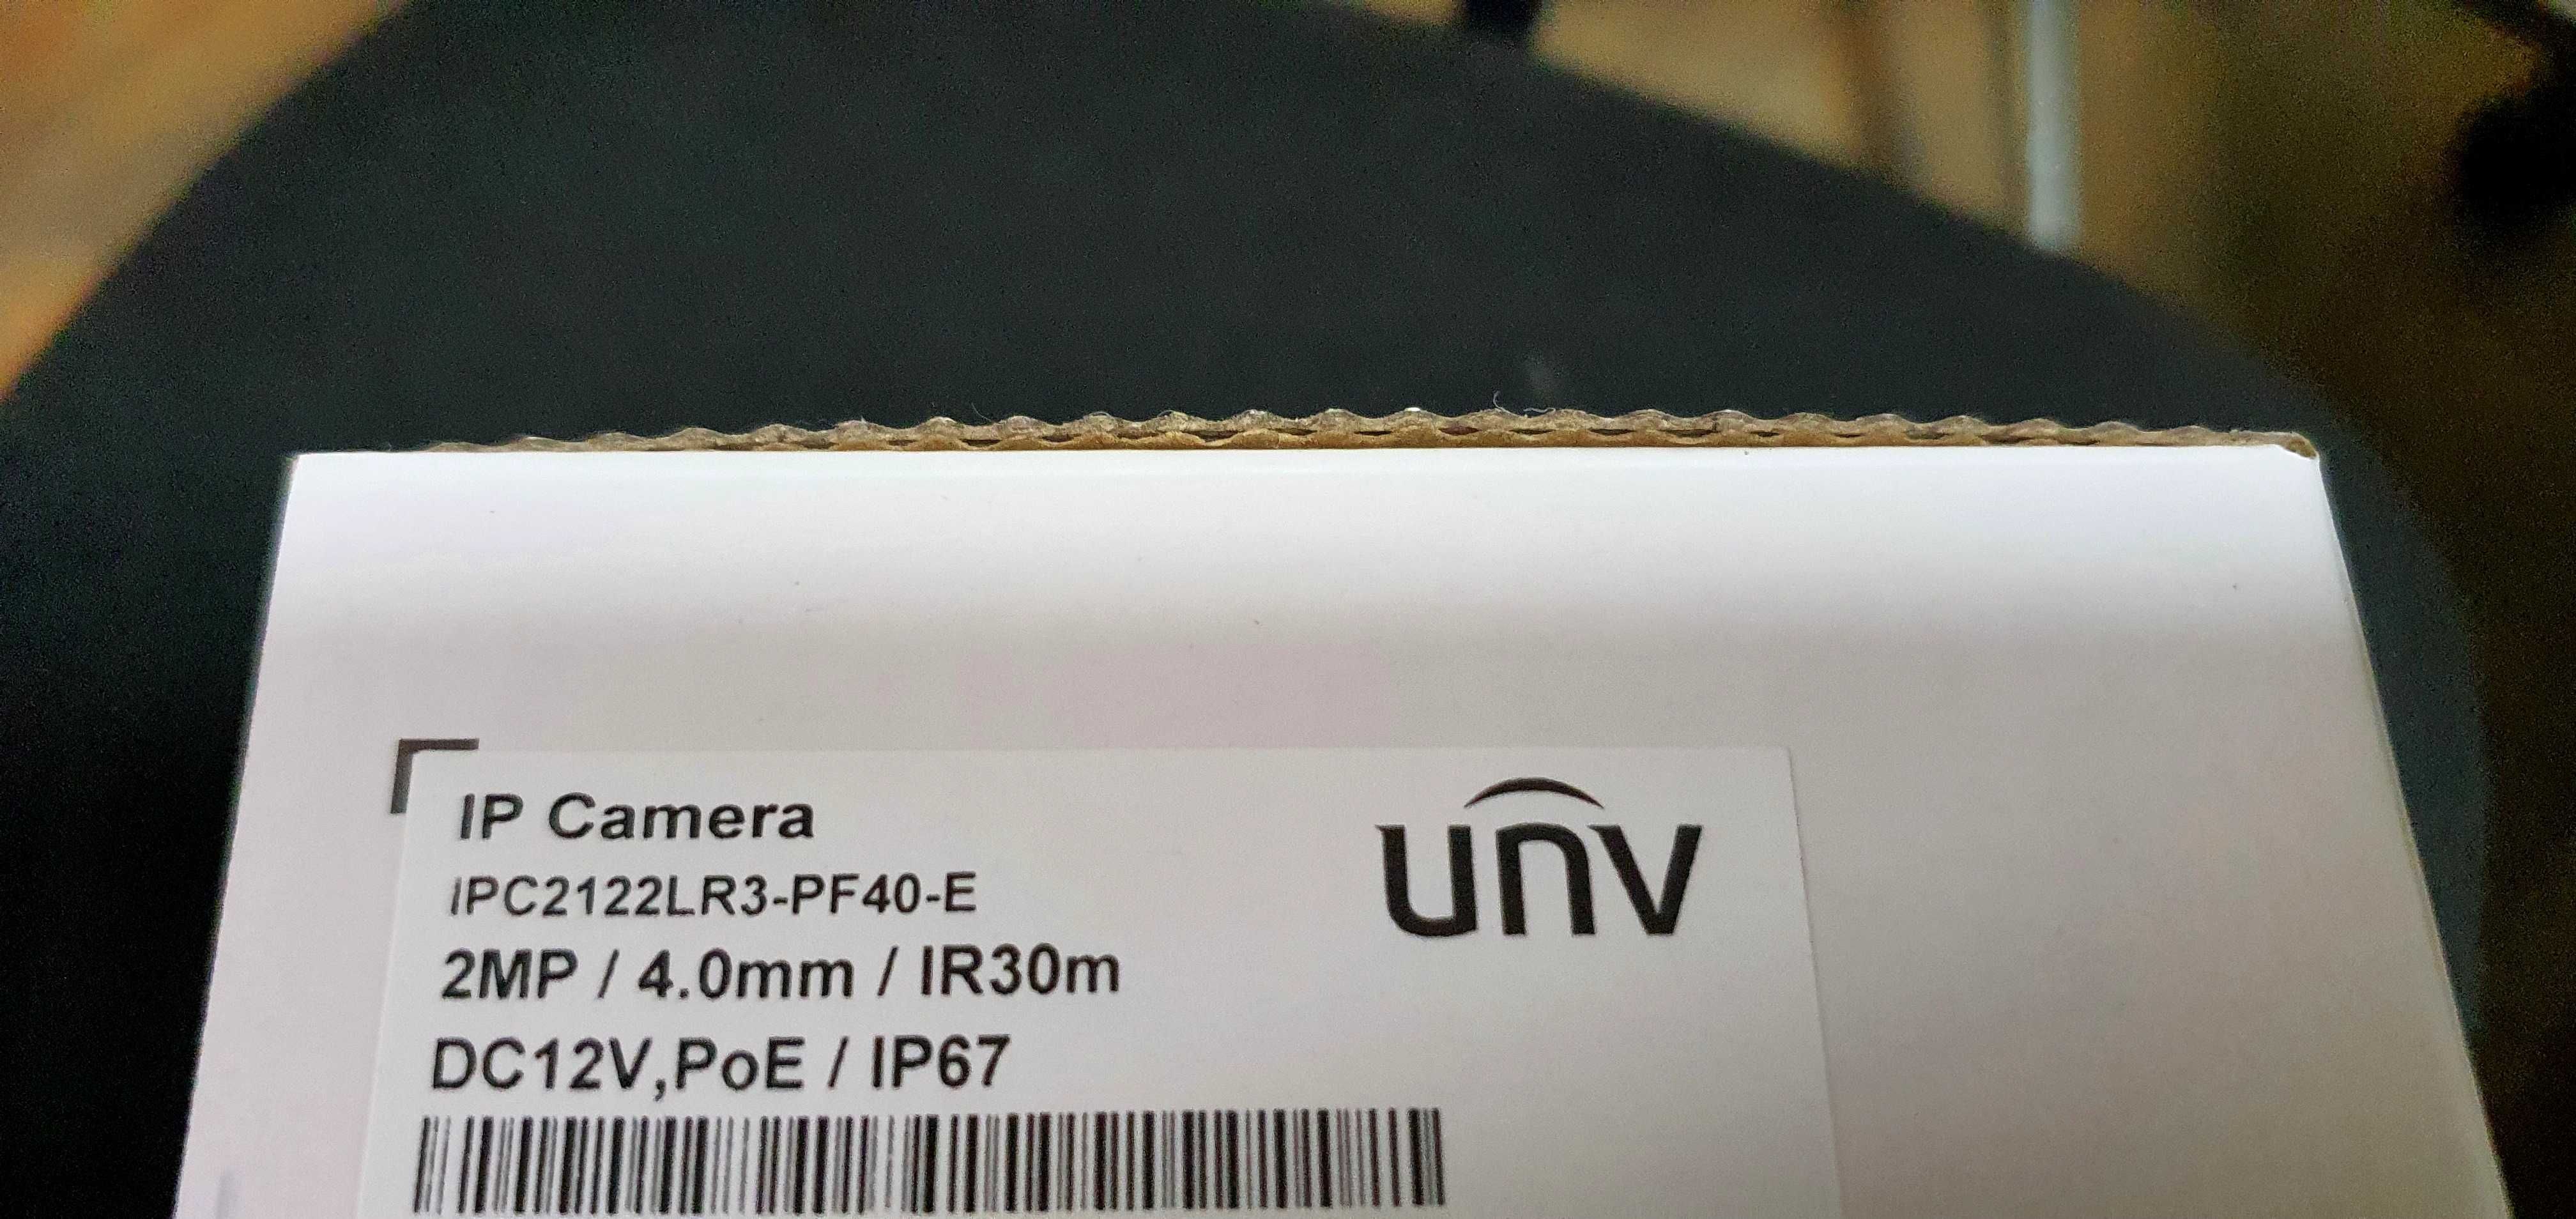 IP Camera
unv
IPC2122LR3-PF40-E
2MP / 4.0mm / IR30m
DC12V,PoE / IP67